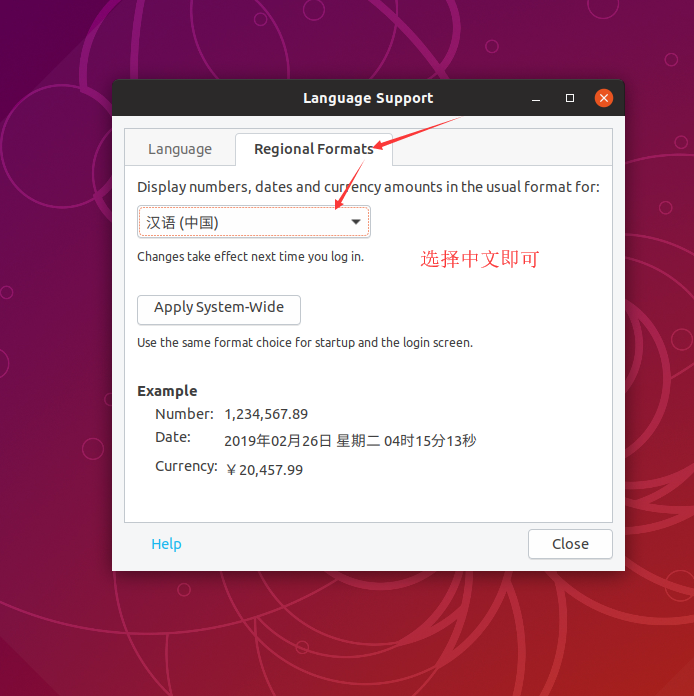 Language Support
Language
Regional Formats
Display numbers, dates and currency amounts in the usual format for:
汉语 (中国)
Changes take effect next time you log in.
选择中文即可
Apply System-Wide
Use the same format choice for startup and the login screen.
Example
Number: 1,234,567.89
Date: 2019年02月26日 星期二 04时15分13秒
Currency: ￥20,457.99
Help
Close